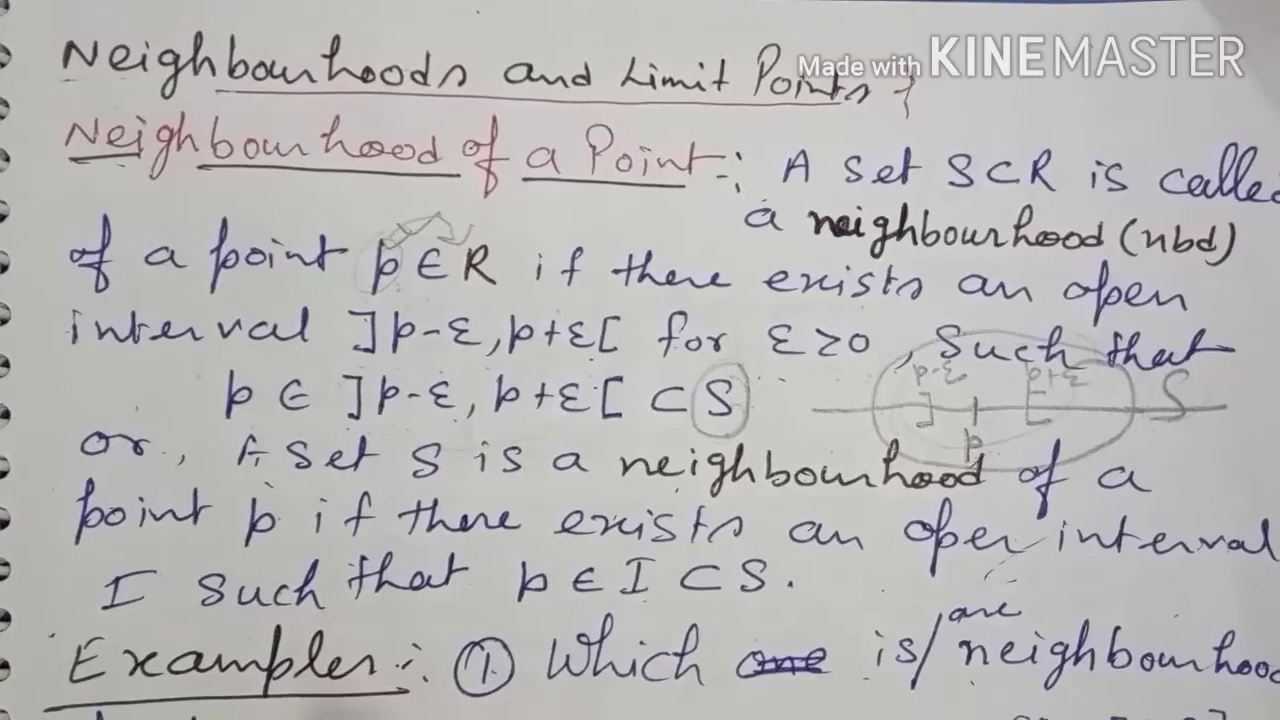 Neighbourhoods and Limit Points :
Made with KINEMASTER
Neighbourhood of a Point :- A set S⊂R is called
a neighbourhood (nbd)
of a point p∈R if there exists an open
interval ]p-ε, p+ε[ for ε>0, such that
p ∈ ]p-ε, p+ε[ ⊂ S
p-ε p+ε S
p
or, A set S is a neighbourhood of a
point p if there exists an open interval
I such that p∈I⊂S.
are
Examples :- ① Which one is/ neighbourhood